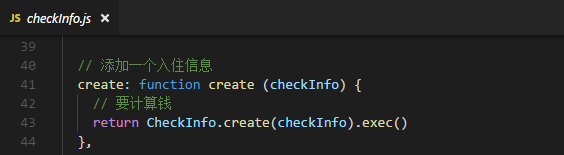 JS checkInfo.js ×
39
40 // 添加一个入住信息
41 create: function create (checkInfo) {
42 // 要计算钱
43 return CheckInfo.create(checkInfo).exec()
44 },